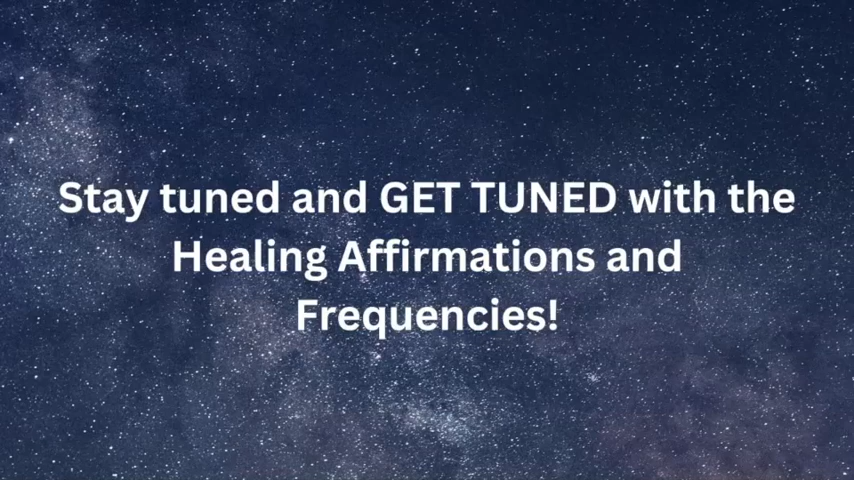 Stay tuned and GET TUNED with the
Healing Affirmations and
Frequencies!